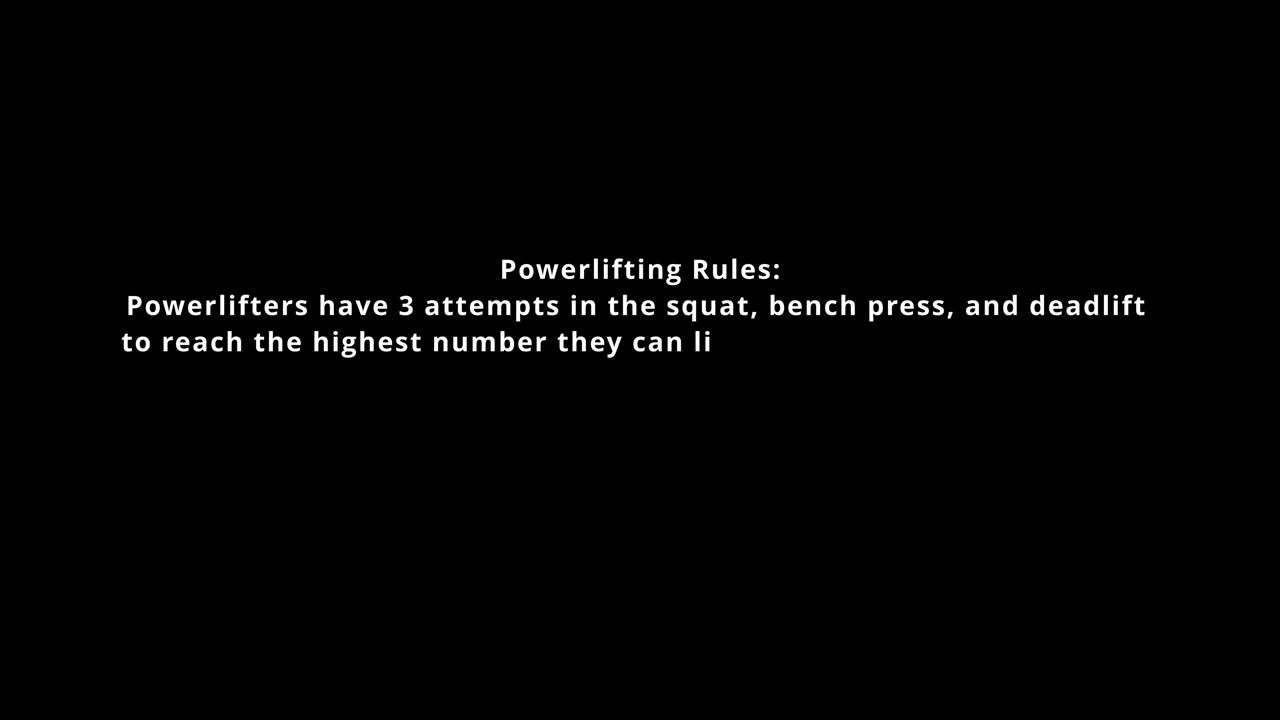 Powerlifting Rules:
Powerlifters have 3 attempts in the squat, bench press, and deadlift
to reach the highest number they can li